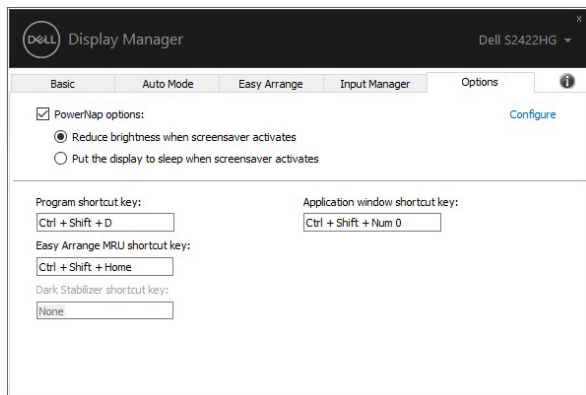 DELL Display Manager
Dell S2422HG
x
Basic
Auto Mode
Easy Arrange
Input Manager
Options
i
PowerNap options:
Configure
Reduce brightness when screensaver activates
Put the display to sleep when screensaver activates
Program shortcut key:
Application window shortcut key:
Ctrl + Shift + D
Ctrl + Shift + Num 0
Easy Arrange MRU shortcut key:
Ctrl + Shift + Home
Dark Stabilizer shortcut key:
None